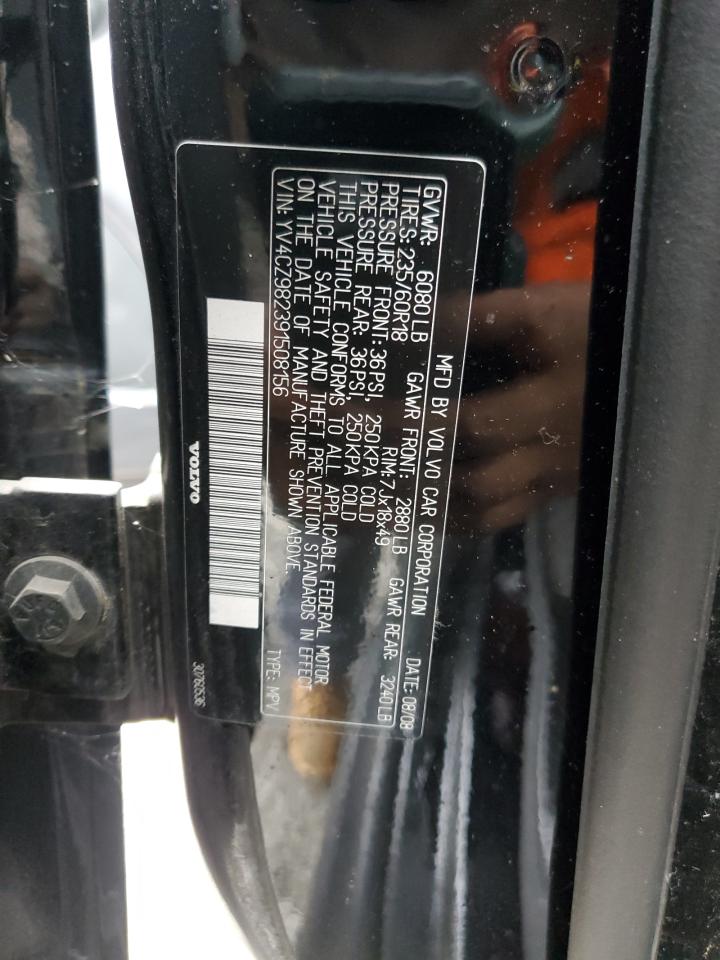 MFD BY VOLVO CAR CORPORATION DATE: 08/08
GVWR: 6080LB GAWR FRONT: 2880LB GAWR REAR: 3240LB
TIRES: 235/60R18 RIM:7Jx18x49
PRESSURE FRONT: 36PSI, 250KPA COLD
PRESSURE REAR: 36PSI, 250KPA COLD
THIS VEHICLE CONFORMS TO ALL APPLICABLE FEDERAL MOTOR
VEHICLE SAFETY AND THEFT PREVENTION STANDARDS IN EFFECT
ON THE DATE OF MANUFACTURE SHOWN ABOVE.
VIN: YV4CZ982391508156 TYPE: MPV
VOLVO
30760536